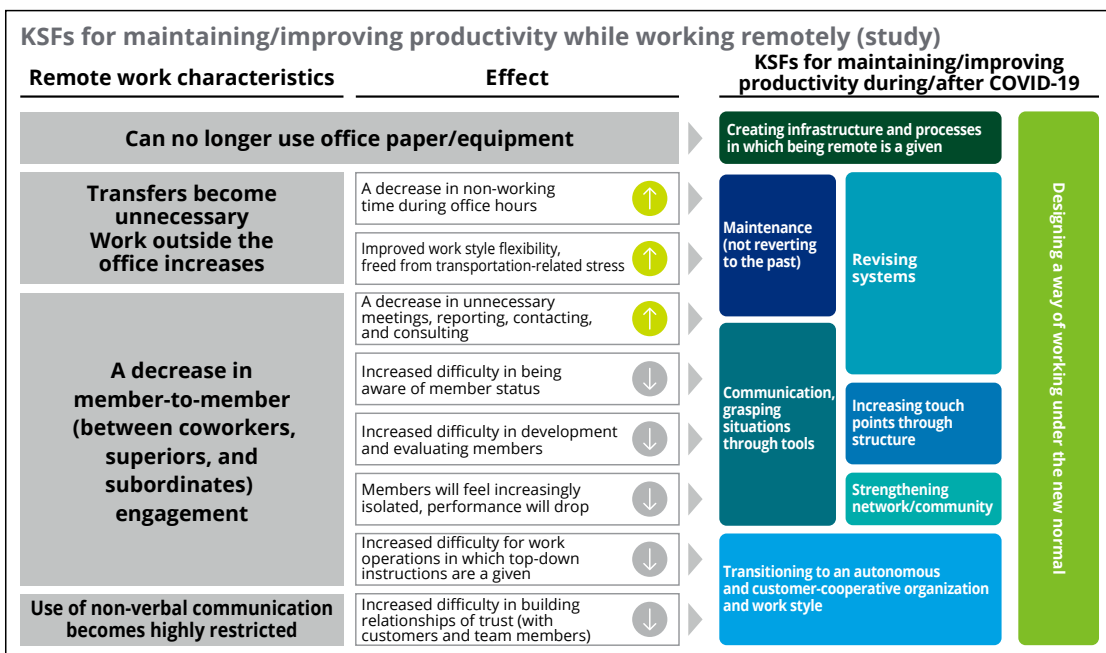 KSFs for maintaining/improving productivity while working remotely (study)
Remote work characteristics
Effect
KSFs for maintaining/improving
productivity during/after COVID-19
Can no longer use office paper/equipment
Creating infrastructure and processes
in which being remote is a given
Transfers become
unnecessary
Work outside the
office increases
A decrease in non-working
time during office hours
Improved work style flexibility,
freed from transportation-related stress
Maintenance
(not reverting
to the past)
Revising
systems
A decrease in
member-to-member
(between coworkers,
superiors, and
subordinates)
engagement
A decrease in unnecessary
meetings, reporting, contacting,
and consulting
Increased difficulty in being
aware of member status
Increased difficulty in development
and evaluating members
Members will feel increasingly
isolated, performance will drop
Increased difficulty for work
operations in which top-down
instructions are a given
Communication,
grasping
situations
through tools
Increasing touch
points through
structure
Strengthening
network/community
Use of non-verbal communication
becomes highly restricted
Increased difficulty in building
relationships of trust (with
customers and team members)
Transitioning to an autonomous
and customer-cooperative organization
and work style
Designing a way of working under the new normal